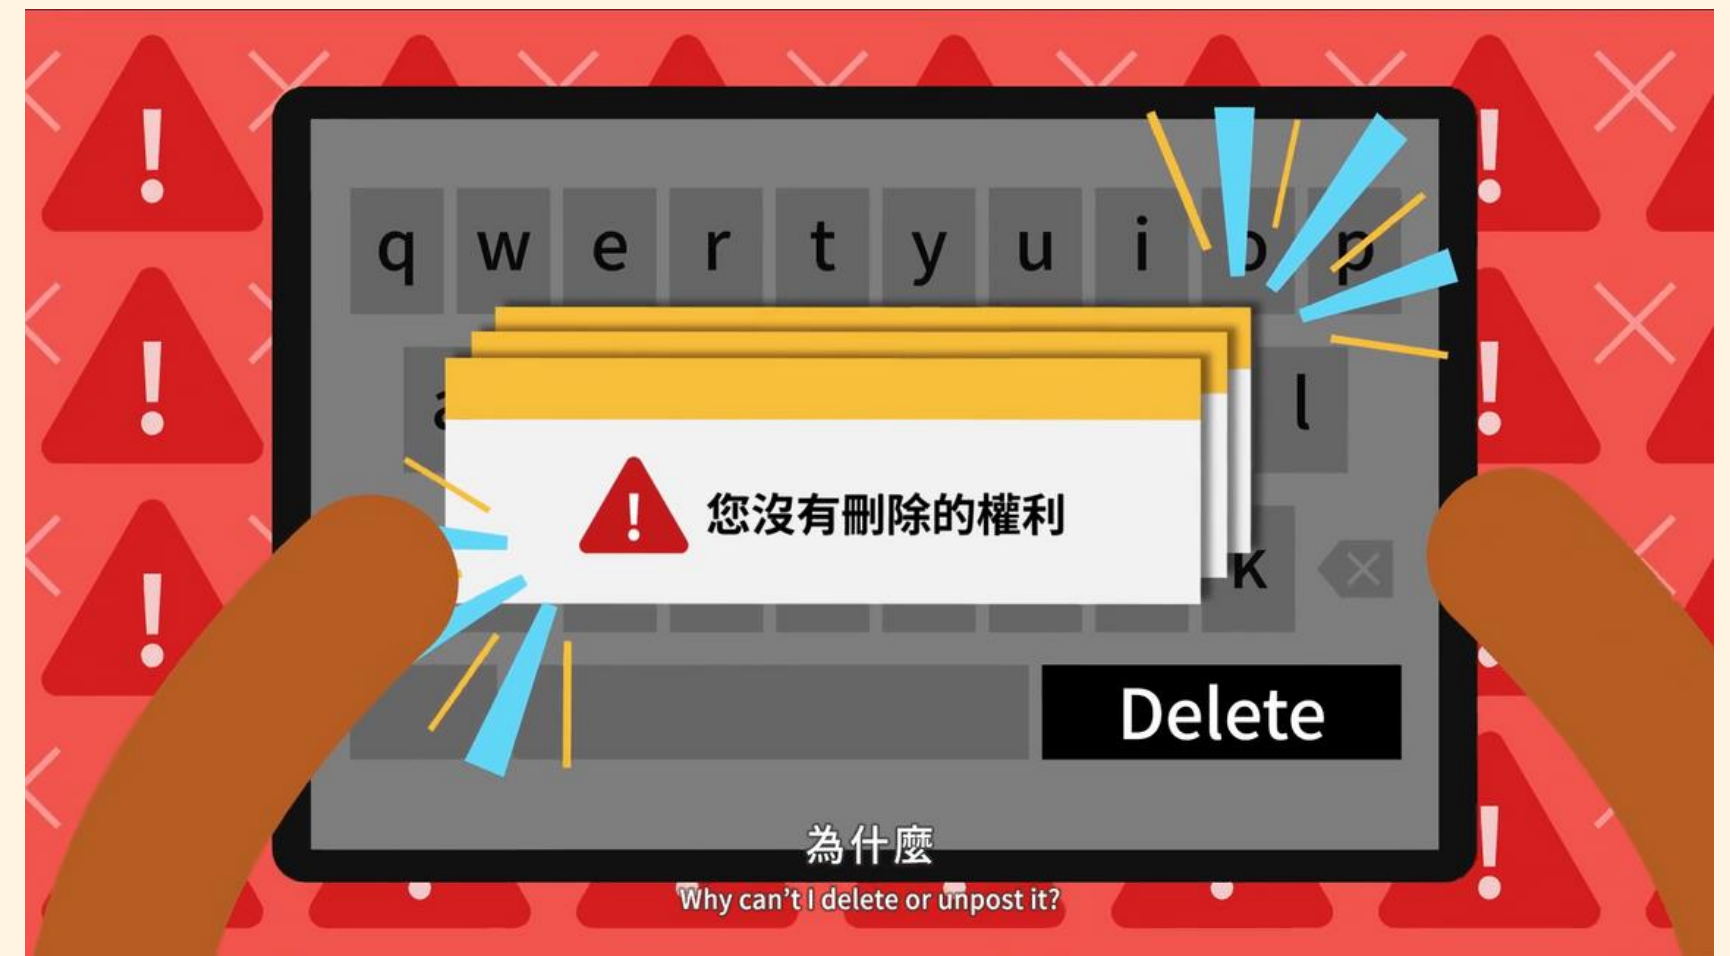 q w e r t y u i o p
a l
您沒有刪除的權利
K
Delete
為什麼
Why can't I delete or unpost it?